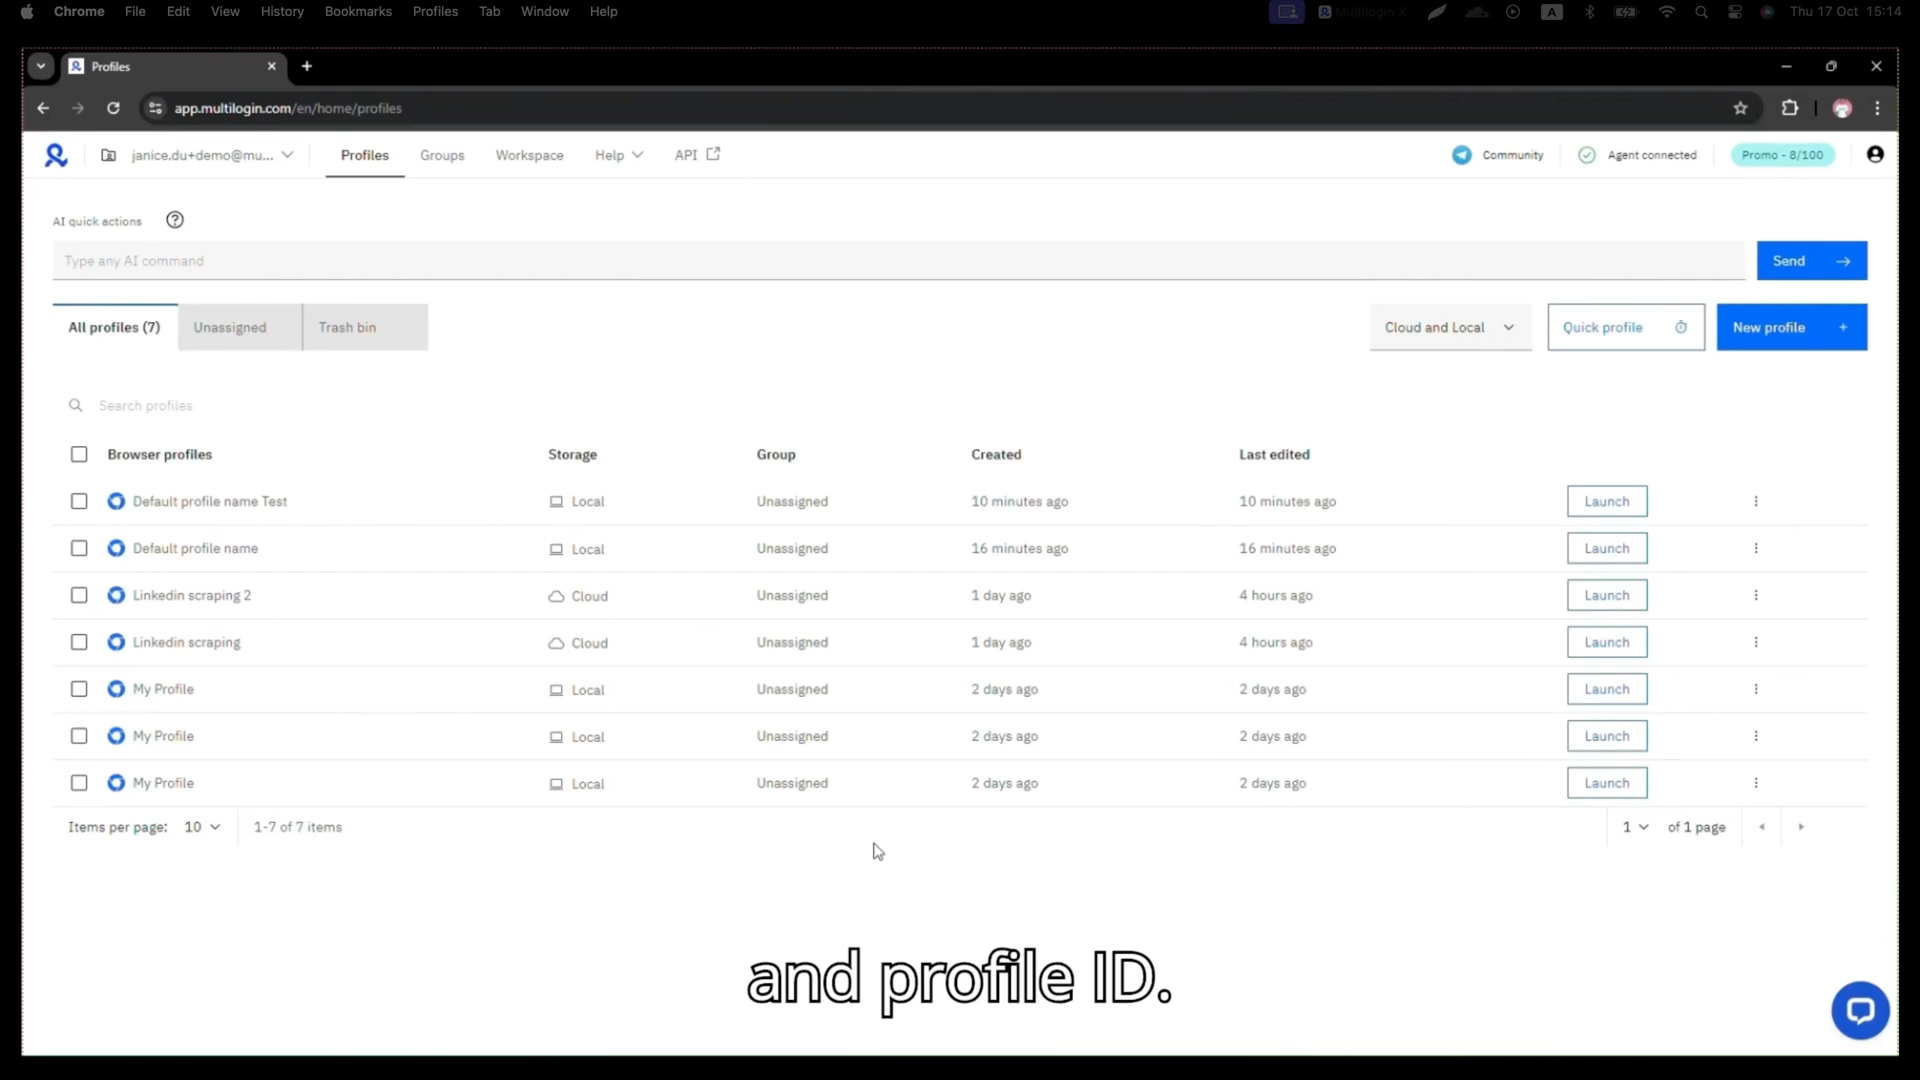 Chrome File Edit View History Bookmarks Profiles Tab Window Help Multilogin X A Thu 17 Oct 15:14
Profiles
app.multilogin.com/en/home/profiles
janice.du+demo@mu... Profiles Groups Workspace Help API Community Agent connected Promo - 8/100
AI quick actions
Type any AI command Send
All profiles (7) Unassigned Trash bin Cloud and Local Quick profile New profile +
Search profiles
Browser profiles Storage Group Created Last edited
Default profile name Test Local Unassigned 10 minutes ago 10 minutes ago Launch
Default profile name Local Unassigned 16 minutes ago 16 minutes ago Launch
Linkedin scraping 2 Cloud Unassigned 1 day ago 4 hours ago Launch
Linkedin scraping Cloud Unassigned 1 day ago 4 hours ago Launch
My Profile Local Unassigned 2 days ago 2 days ago Launch
My Profile Local Unassigned 2 days ago 2 days ago Launch
My Profile Local Unassigned 2 days ago 2 days ago Launch
Items per page: 10 1-7 of 7 items 1 of 1 page
and profile ID.